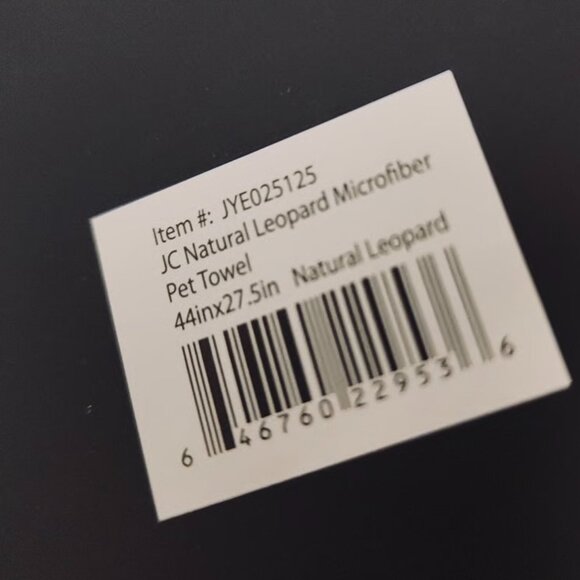 Item #: JYE025125
JC Natural Leopard Microfiber
Pet Towel
44inx27.5in Natural Leopard
6 46760 22953 6